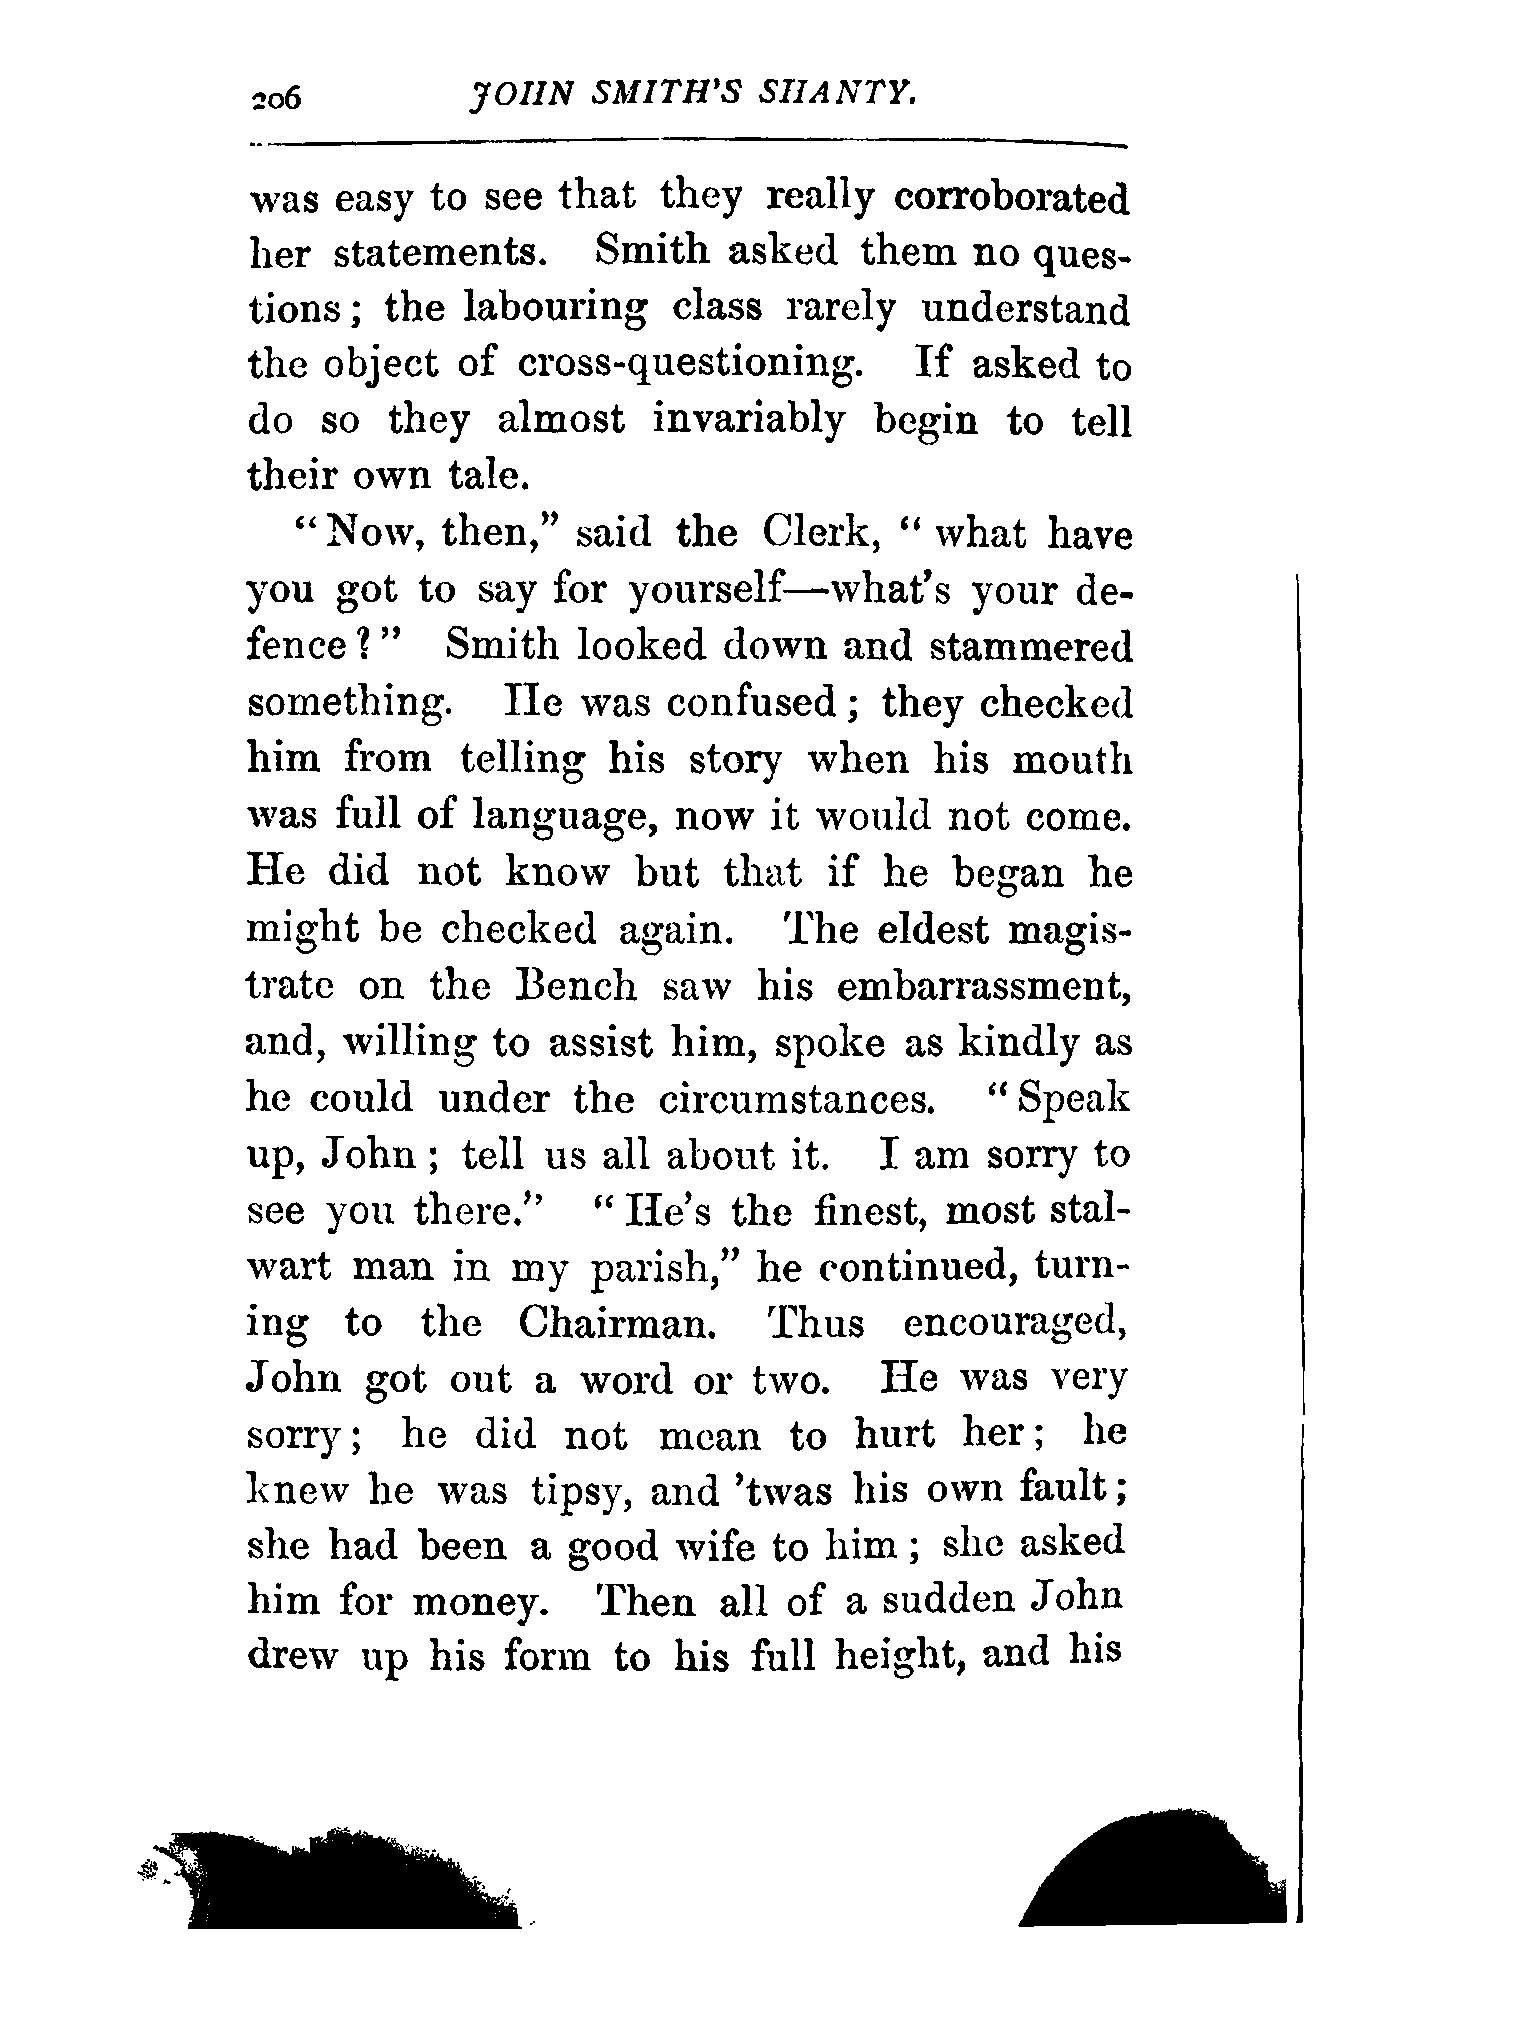 206 JOHN SMITH'S SHANTY.
was easy to see that they really corroborated
her statements. Smith asked them no ques-
tions; the labouring class rarely understand
the object of cross-questioning. If asked to
do so they almost invariably begin to tell
their own tale.
"Now, then," said the Clerk, "what have
you got to say for yourself—what's your de-
fence?" Smith looked down and stammered
something. He was confused; they checked
him from telling his story when his mouth
was full of language, now it would not come.
He did not know but that if he began he
might be checked again. The eldest magis-
trate on the Bench saw his embarrassment,
and, willing to assist him, spoke as kindly as
he could under the circumstances. "Speak
up, John; tell us all about it. I am sorry to
see you there." "He's the finest, most stal-
wart man in my parish," he continued, turn-
ing to the Chairman. Thus encouraged,
John got out a word or two. He was very
sorry; he did not mean to hurt her; he
knew he was tipsy, and 'twas his own fault;
she had been a good wife to him; she asked
him for money. Then all of a sudden John
drew up his form to his full height, and his